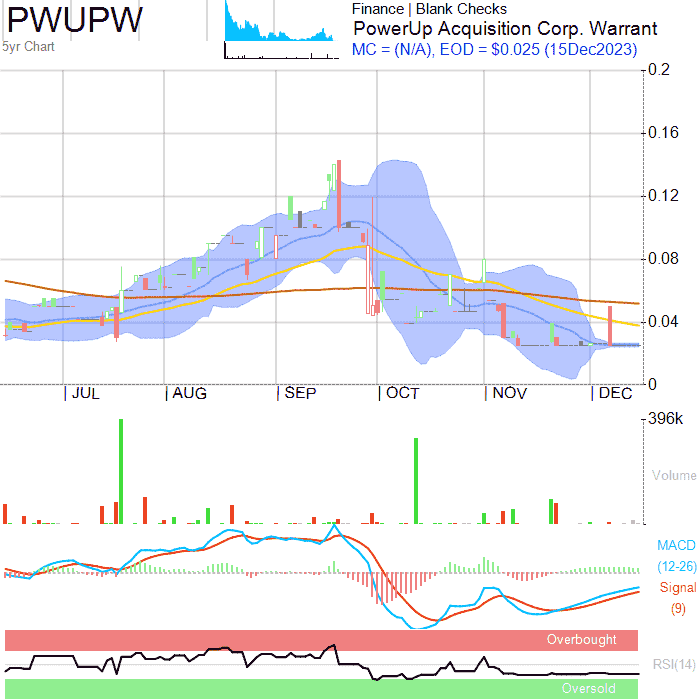 PWUPW
5yr Chart
Finance | Blank Checks
PowerUp Acquisition Corp. Warrant
MC = (N/A), EOD = $0.025 (15Dec2023)
0.2
0.16
0.12
0.08
0.04
0
JUL AUG SEP OCT NOV DEC
396k
Volume
MACD
(12-26)
Signal
(9)
Overbought
RSI(14)
Oversold